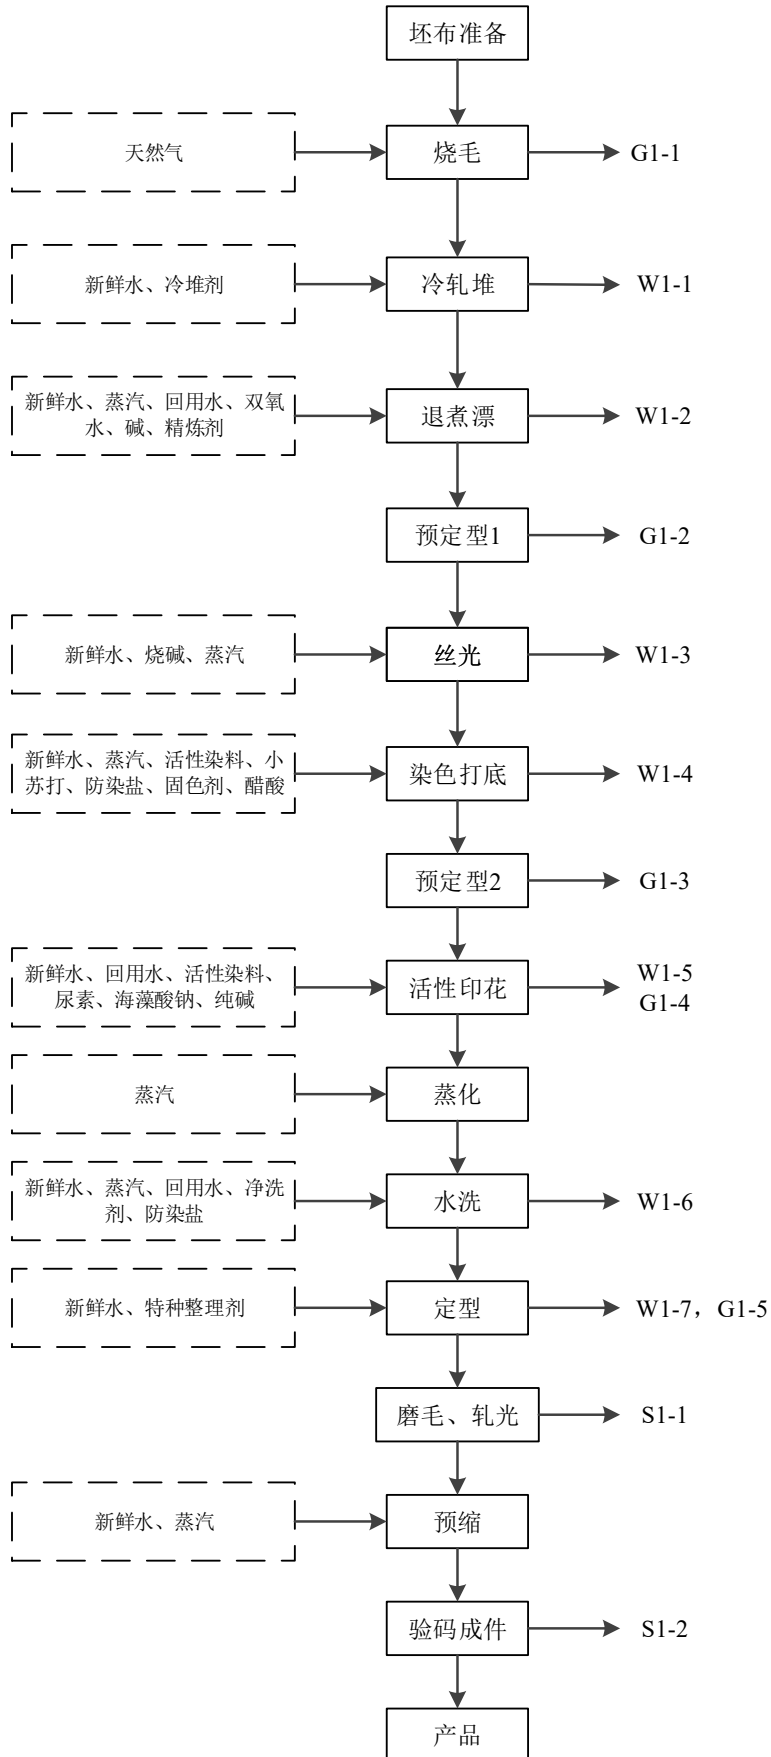 坯布准备
天然气
烧毛
G1-1
新鲜水、冷堆剂
冷轧堆
W1-1
新鲜水、蒸汽、回用水、双氧
水、碱、精炼剂
退煮漂
W1-2
预定型1
G1-2
新鲜水、烧碱、蒸汽
丝光
W1-3
新鲜水、蒸汽、活性染料、小
苏打、防染盐、固色剂、醋酸
染色打底
W1-4
预定型2
G1-3
新鲜水、回用水、活性染料、
尿素、海藻酸钠、纯碱
活性印花
W1-5
G1-4
蒸汽
蒸化
新鲜水、蒸汽、回用水、净洗
剂、防染盐
水洗
W1-6
新鲜水、特种整理剂
定型
W1-7，G1-5
磨毛、轧光
S1-1
新鲜水、蒸汽
预缩
验码成件
S1-2
产品